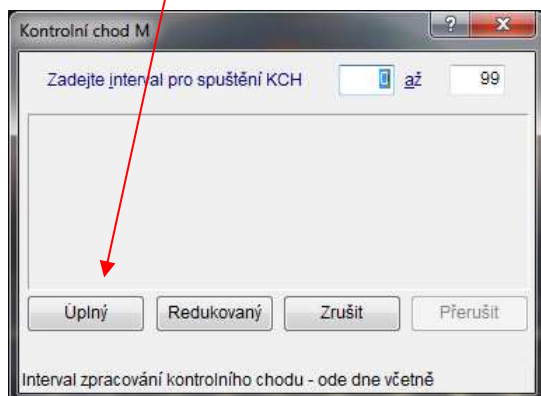 Kontrolní chod M
Zadejte interval pro spuštění KCH 0 až 99
Úplný Redukovaný Zrušit Přerušit
Interval zpracování kontrolního chodu - ode dne včetně